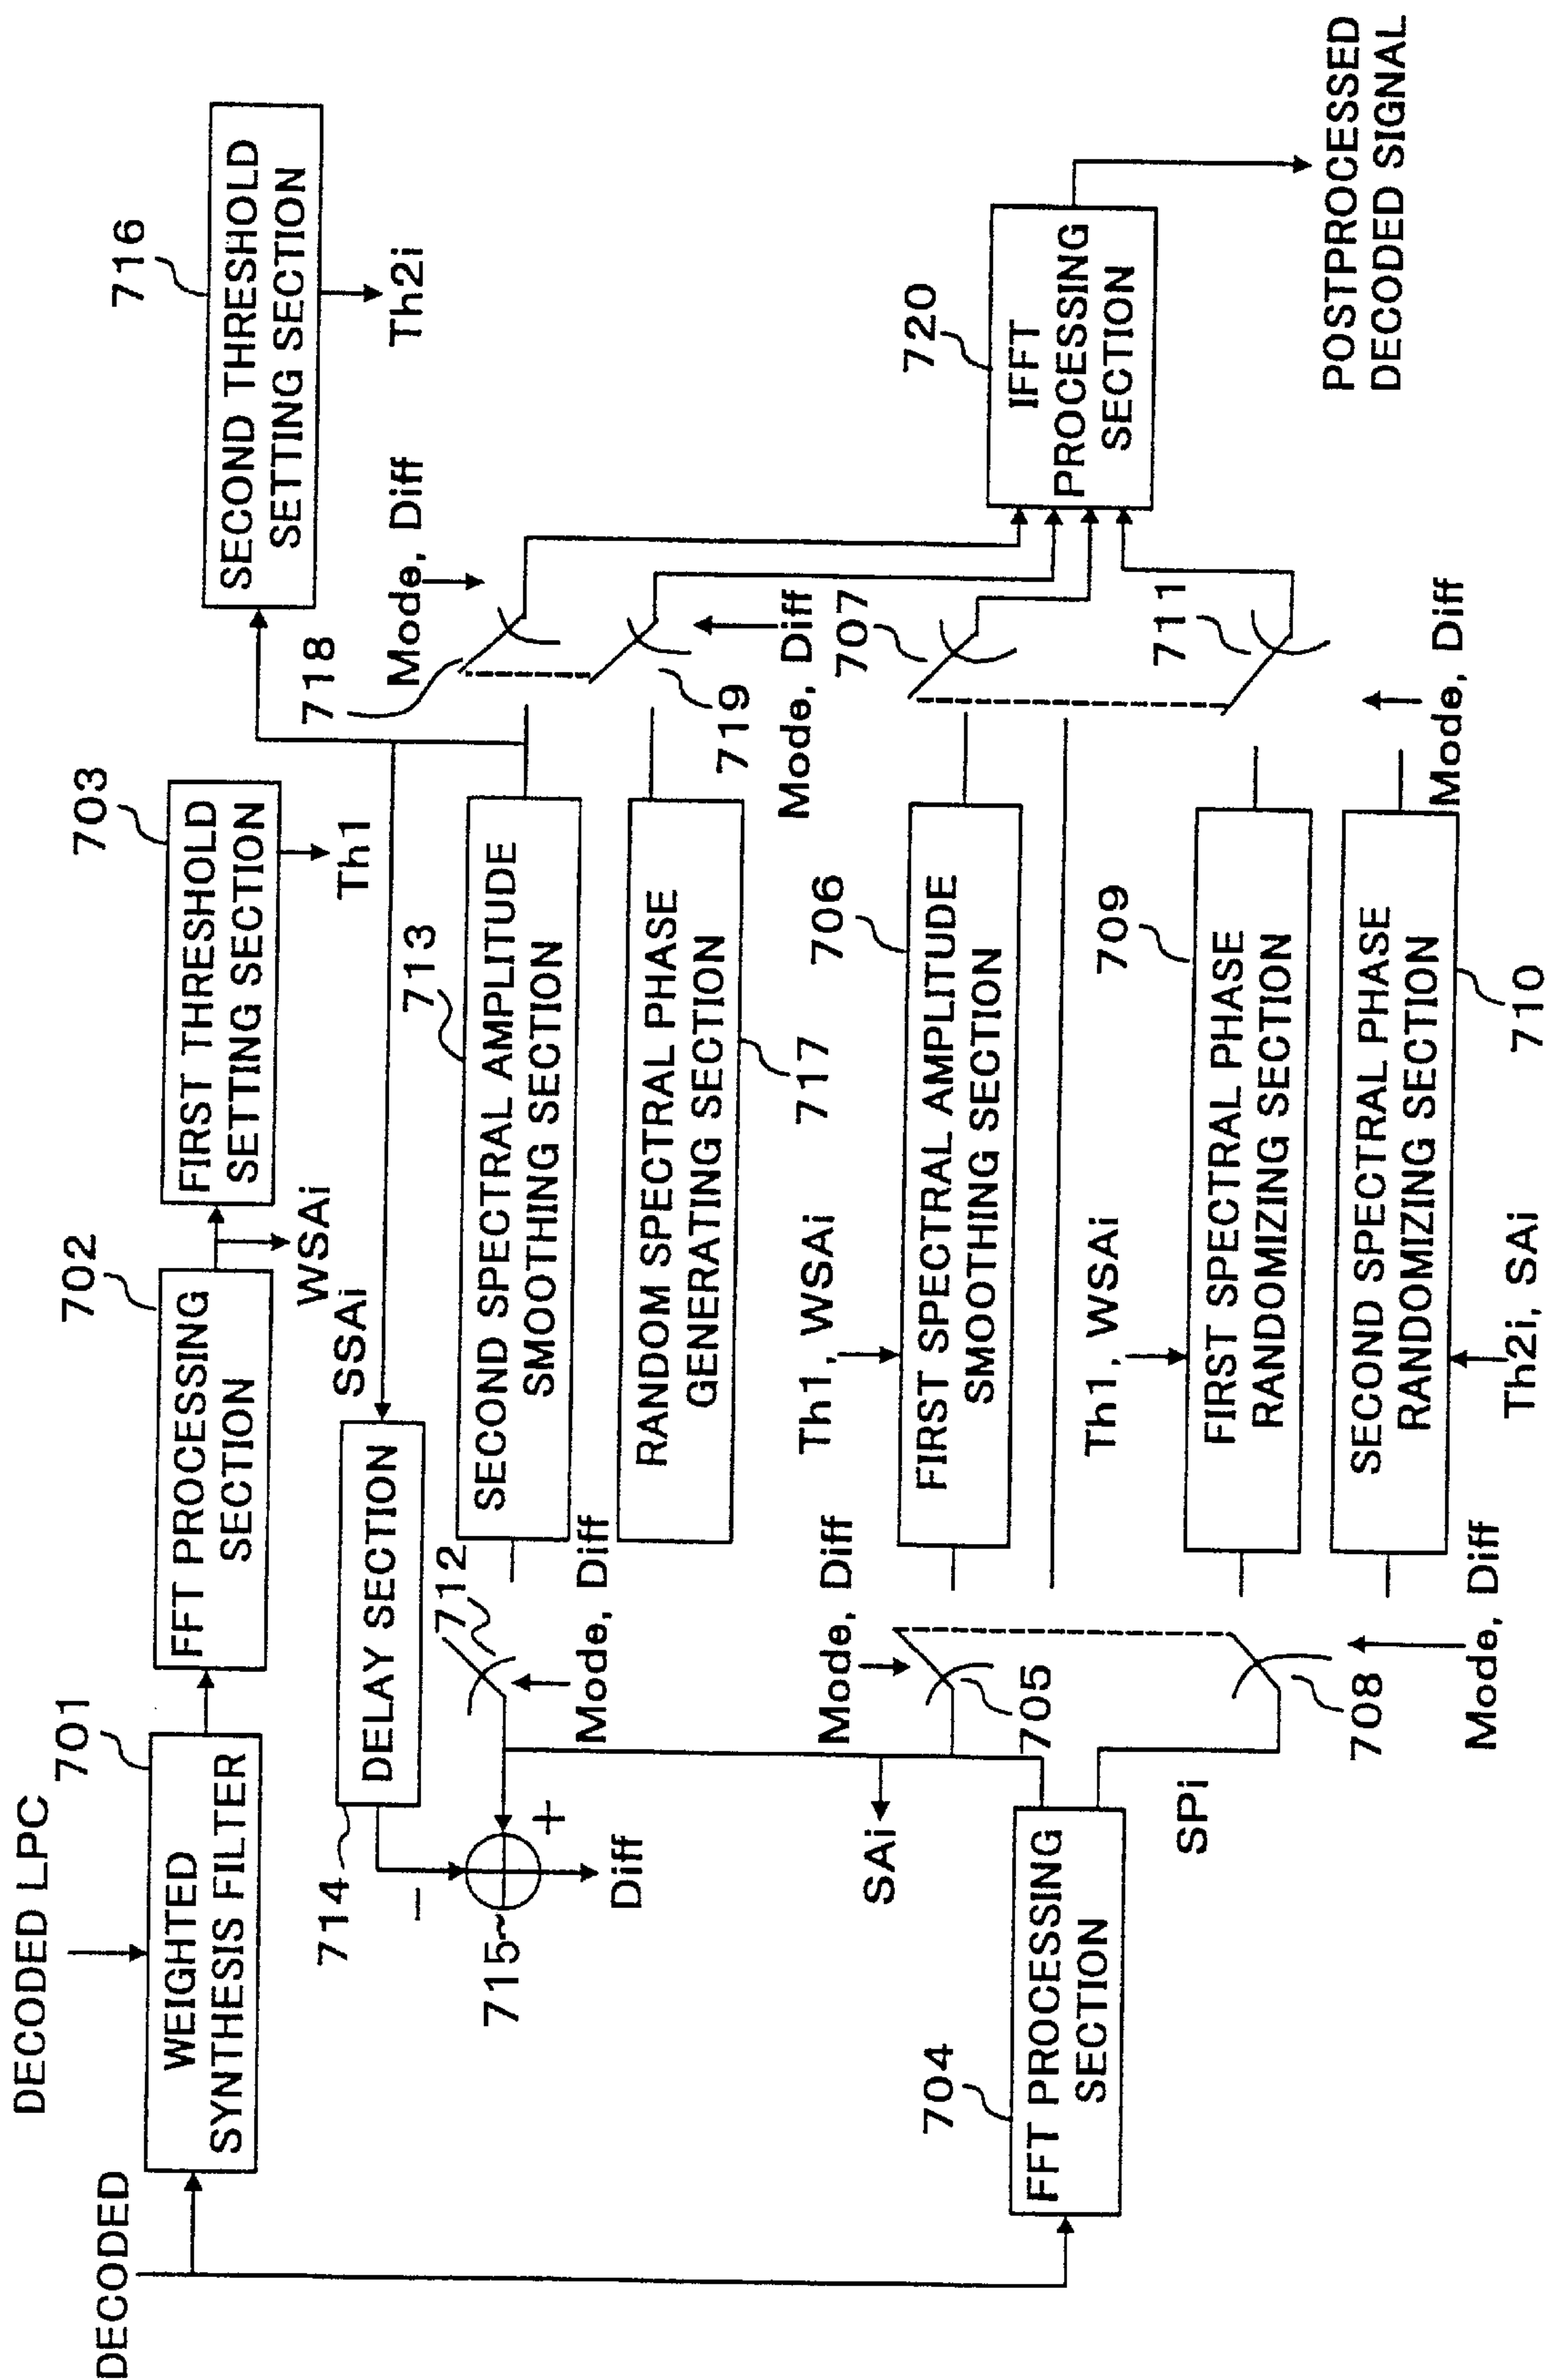 DECODED LPC
DECODED
701
WEIGHTED
SYNTHESIS FILTER
702
FFT PROCESSING
SECTION
WSAi
703
FIRST THRESHOLD
SETTING SECTION
Th1
716
SECOND THRESHOLD
SETTING SECTION
Th2i
714
DELAY SECTION
SSAi
715
−
+
Diff
712
Mode, Diff
713
SECOND SPECTRAL AMPLITUDE
SMOOTHING SECTION
RANDOM SPECTRAL PHASE
GENERATING SECTION
717
718
Mode, Diff
719
Mode, Diff
SAi
704
FFT PROCESSING
SECTION
SPi
Mode, Diff
705
708
Mode, Diff
Th1, WSAi
706
FIRST SPECTRAL AMPLITUDE
SMOOTHING SECTION
Th1, WSAi
709
FIRST SPECTRAL PHASE
RANDOMIZING SECTION
SECOND SPECTRAL PHASE
RANDOMIZING SECTION
Th2i, SAi
710
707
711
Mode, Diff
720
IFFT
PROCESSING
SECTION
POSTPROCESSED
DECODED SIGNAL